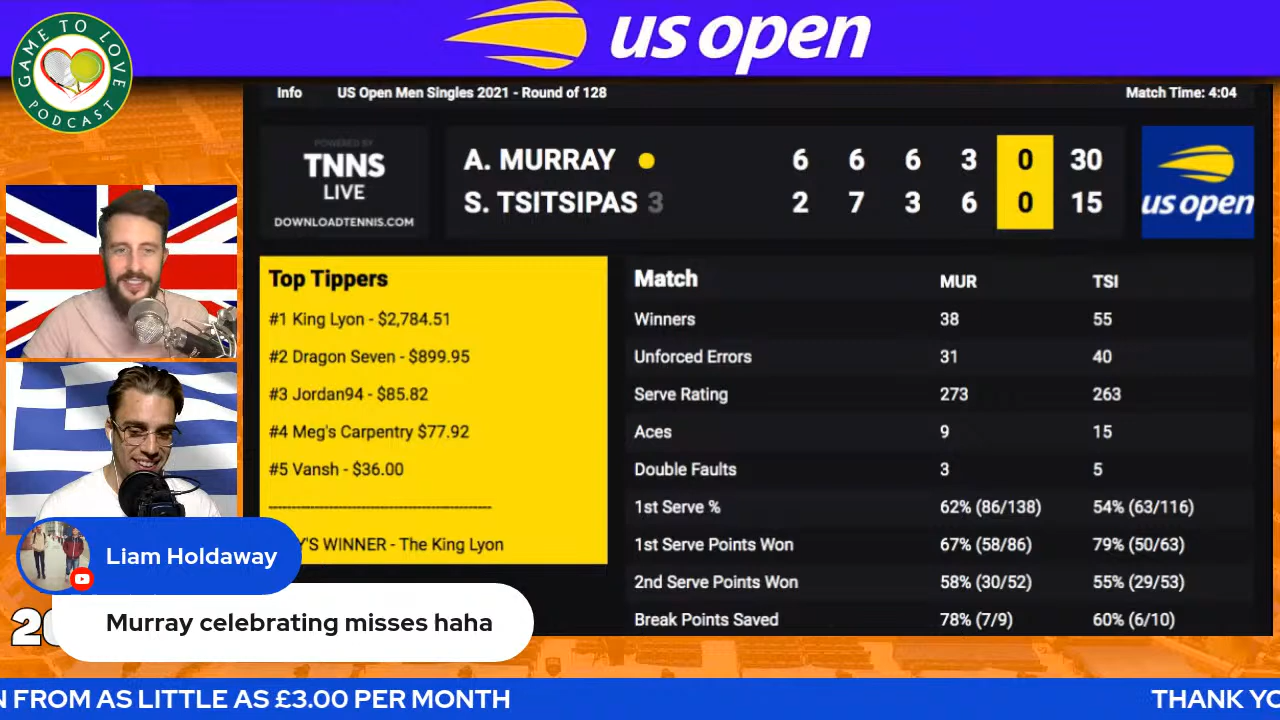 GAME TO LOVE
PODCAST
us open
Info US Open Men Singles 2021 - Round of 128 Match Time: 4:04
POWERED BY
TNNS
LIVE
DOWNLOADTENNIS.COM
A. MURRAY 6 6 6 3 0 30
S. TSITSIPAS 3 2 7 3 6 0 15
us open
Top Tippers
#1 King Lyon - $2,784.51
#2 Dragon Seven - $899.95
#3 Jordan94 - $85.82
#4 Meg's Carpentry $77.92
#5 Vansh - $36.00
Y'S WINNER - The King Lyon
Match MUR TSI
Winners 38 55
Unforced Errors 31 40
Serve Rating 273 263
Aces 9 15
Double Faults 3 5
1st Serve % 62% (86/138) 54% (63/116)
1st Serve Points Won 67% (58/86) 79% (50/63)
2nd Serve Points Won 58% (30/52) 55% (29/53)
Break Points Saved 78% (7/9) 60% (6/10)
Liam Holdaway
Murray celebrating misses haha
N FROM AS LITTLE AS £3.00 PER MONTH THANK YO